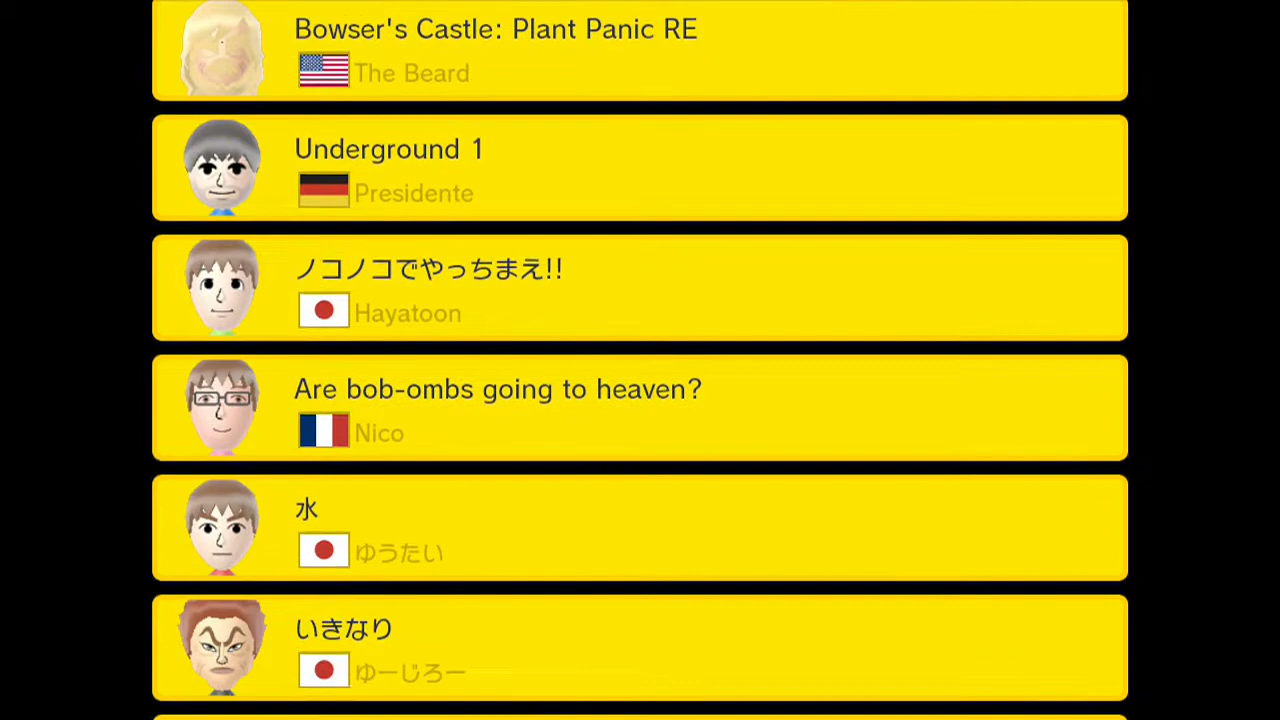 Bowser's Castle: Plant Panic RE
The Beard
Underground 1
Presidente
ノコノコでやっちまえ!!
Hayatoon
Are bob-ombs going to heaven?
Nico
水
ゆうたい
いきなり
ゆーじろー